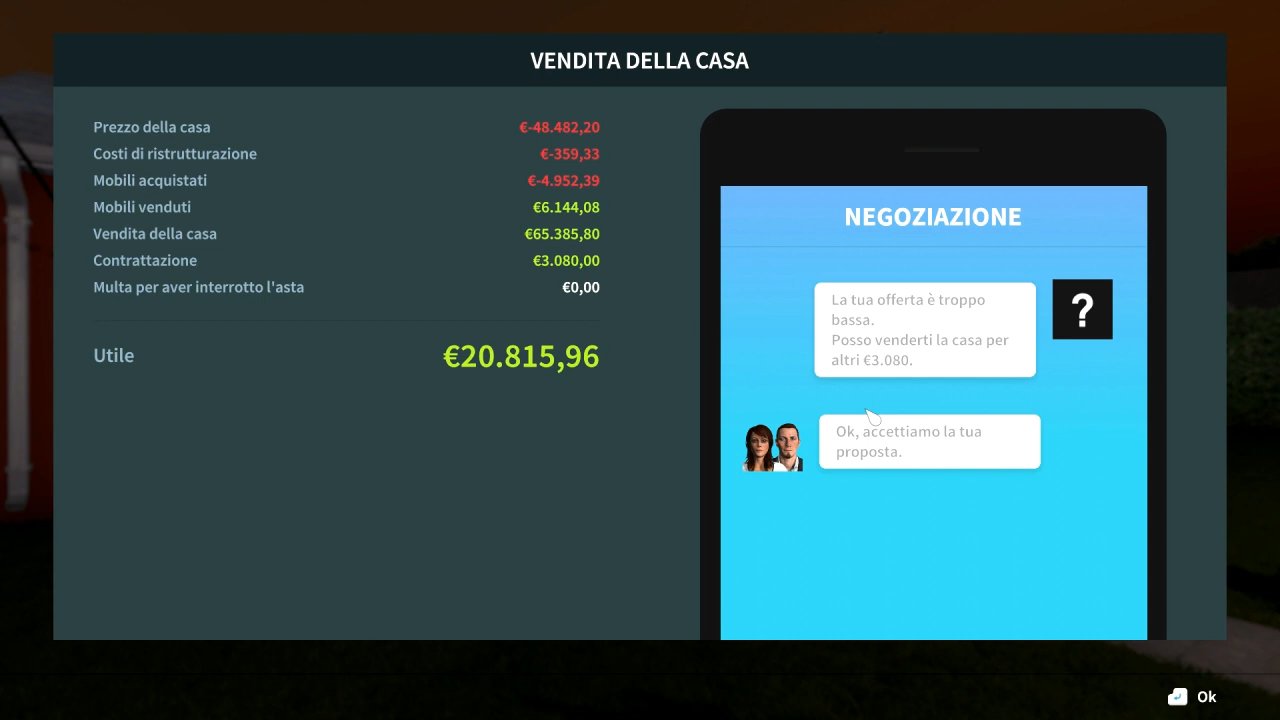 VENDITA DELLA CASA
Prezzo della casa €-48.482,20
Costi di ristrutturazione €-359,33
Mobili acquistati €-4.952,39
Mobili venduti €6.144,08
Vendita della casa €65.385,80
Contrattazione €3.080,00
Multa per aver interrotto l'asta €0,00
Utile €20.815,96
NEGOZIAZIONE
La tua offerta è troppo
bassa.
Posso venderti la casa per
altri €3.080.
?
Ok, accettiamo la tua
proposta.
Ok